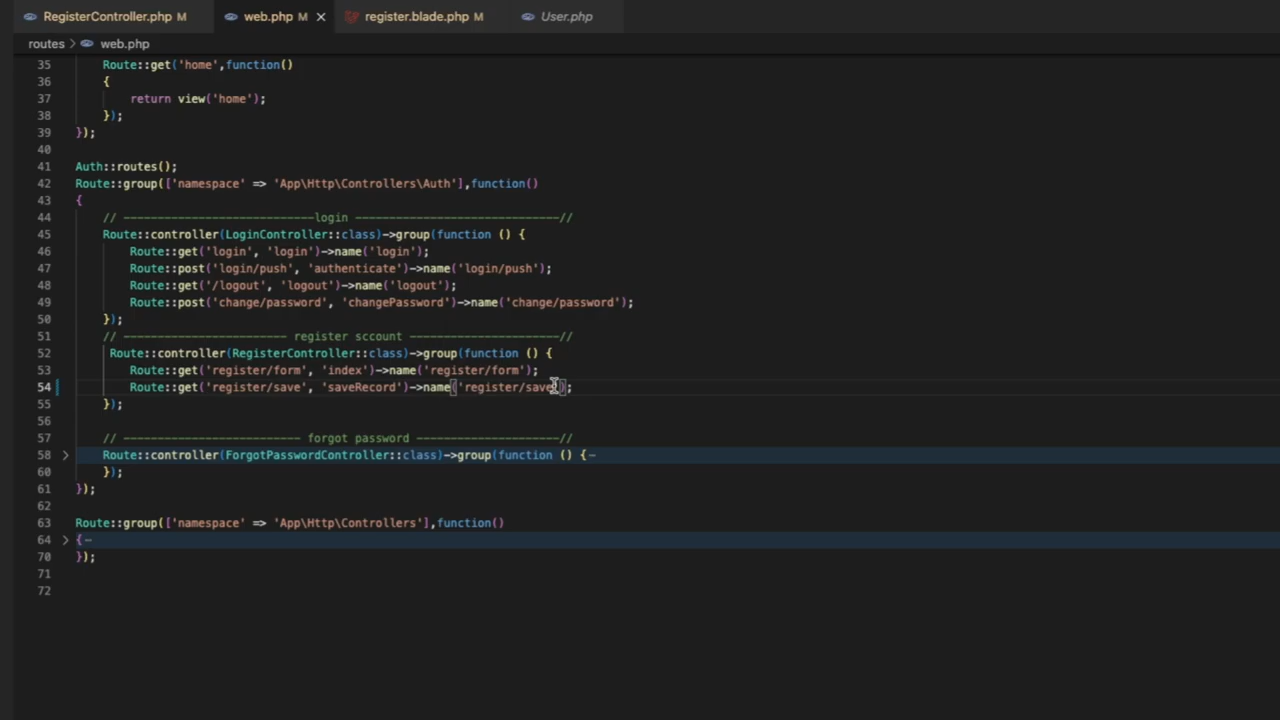 RegisterController.php M web.php M register.blade.php M User.php
routes > web.php
35 Route::get('home',function()
36 {
37 return view('home');
38 });
39 });
40
41 Auth::routes();
42 Route::group(['namespace' => 'App\Http\Controllers\Auth'],function()
43 {
44 // ----------------------------login ------------------------------//
45 Route::controller(LoginController::class)->group(function () {
46 Route::get('login', 'login')->name('login');
47 Route::post('login/push', 'authenticate')->name('login/push');
48 Route::get('/logout', 'logout')->name('logout');
49 Route::post('change/password', 'changePassword')->name('change/password');
50 });
51 // ------------------------ register sccount ----------------------//
52 Route::controller(RegisterController::class)->group(function () {
53 Route::get('register/form', 'index')->name('register/form');
54 Route::get('register/save', 'saveRecord')->name('register/save');
55 });
56
57 // -------------------------- forgot password ---------------------//
58 Route::controller(ForgotPasswordController::class)->group(function () {
60 });
61 });
62
63 Route::group(['namespace' => 'App\Http\Controllers'],function()
64 {
70 });
71
72